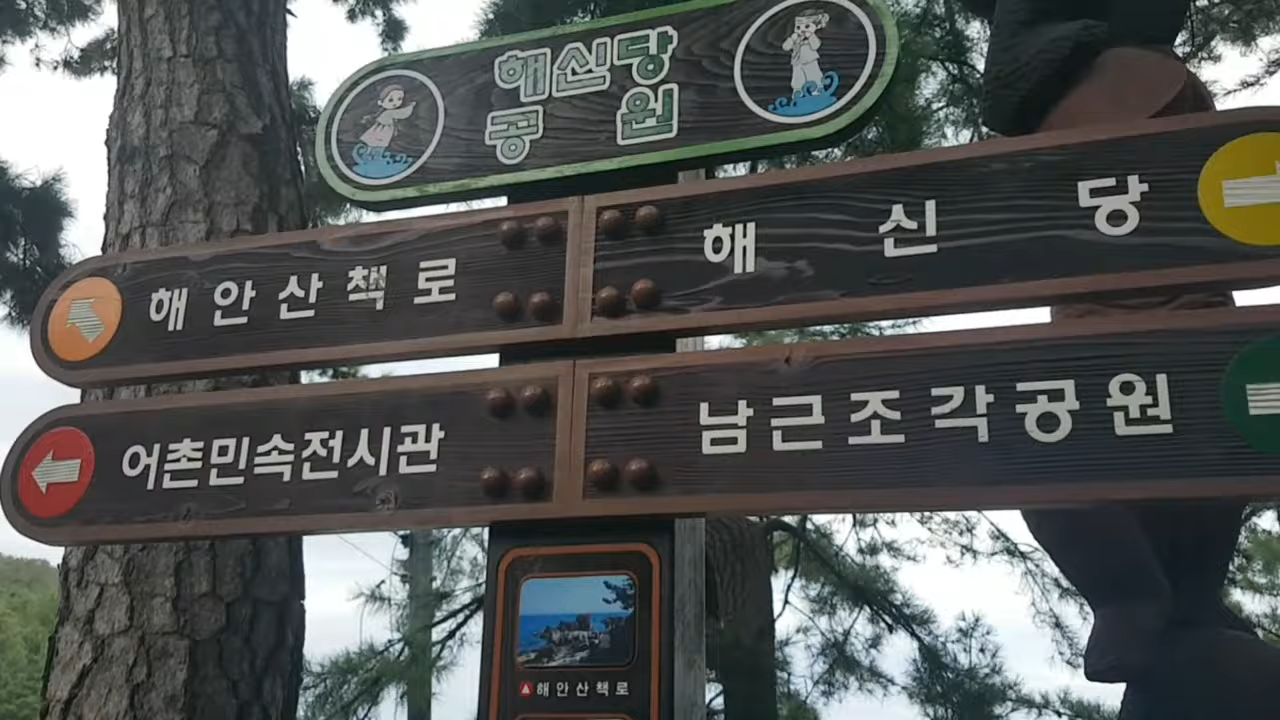 해신당
공원
해안산책로
해신당
어촌민속전시관
남근조각공원
해안산책로